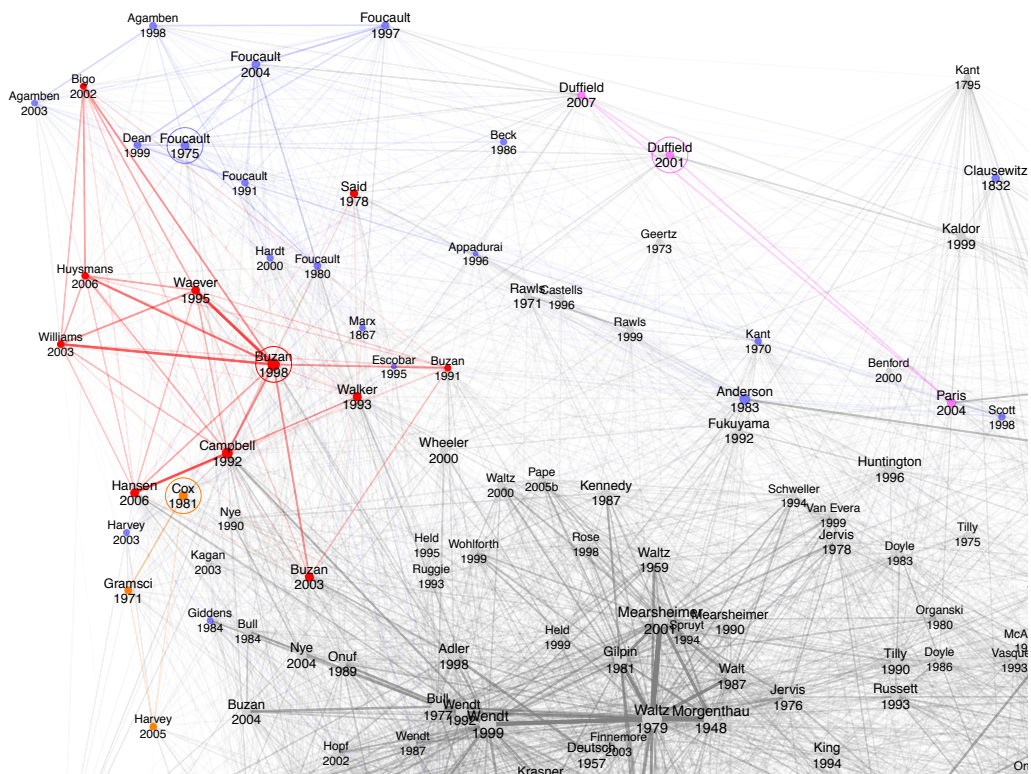 Agamben
1998
Foucault
1997
Foucault
2004
Bigo
2002
Agamben
2003
Duffield
2007
Kant
1795
Dean
1999
Foucault
1975
Beck
1986
Duffield
2001
Foucault
1991
Said
1978
Clausewitz
1832
Kaldor
1999
Geertz
1973
Hardt
2000
Foucault
1980
Appadurai
1996
Huysmans
2006
Waever
1995
Rawls
1971
Castells
1996
Marx
1867
Rawls
1999
Kant
1970
Williams
2003
Buzan
1998
Escobar
1995
Buzan
1991
Benford
2000
Walker
1993
Anderson
1983
Paris
2004
Scott
1998
Fukuyama
1992
Campbell
1992
Wheeler
2000
Huntington
1996
Hansen
2006
Cox
1981
Waltz
2000
Pape
2005b
Kennedy
1987
Schweller
1994
Van Evera
1999
Jervis
1978
Nye
1990
Harvey
2003
Tilly
1975
Held
1995
Wohlforth
1999
Rose
1998
Waltz
1959
Doyle
1983
Kagan
2003
Ruggie
1993
Buzan
2003
Gramsci
1971
Giddens
1984
Bull
1984
Mearsheimer
2001
Spruyt
1994
Mearsheimer
1990
Organski
1980
Held
1999
Nye
2004
Onuf
1989
Adler
1998
Gilpin
1981
Walt
1987
Tilly
1990
Doyle
1986
McA
19
Vasque
1993
Jervis
1976
Russett
1993
Buzan
2004
Bull
1977
Wendt
1992
Wendt
1999
Waltz
1979
Morgenthau
1948
Harvey
2005
Hopf
2002
Wendt
1987
Deutsch
1957
Finnemore
2003
King
1994
Krasner
On